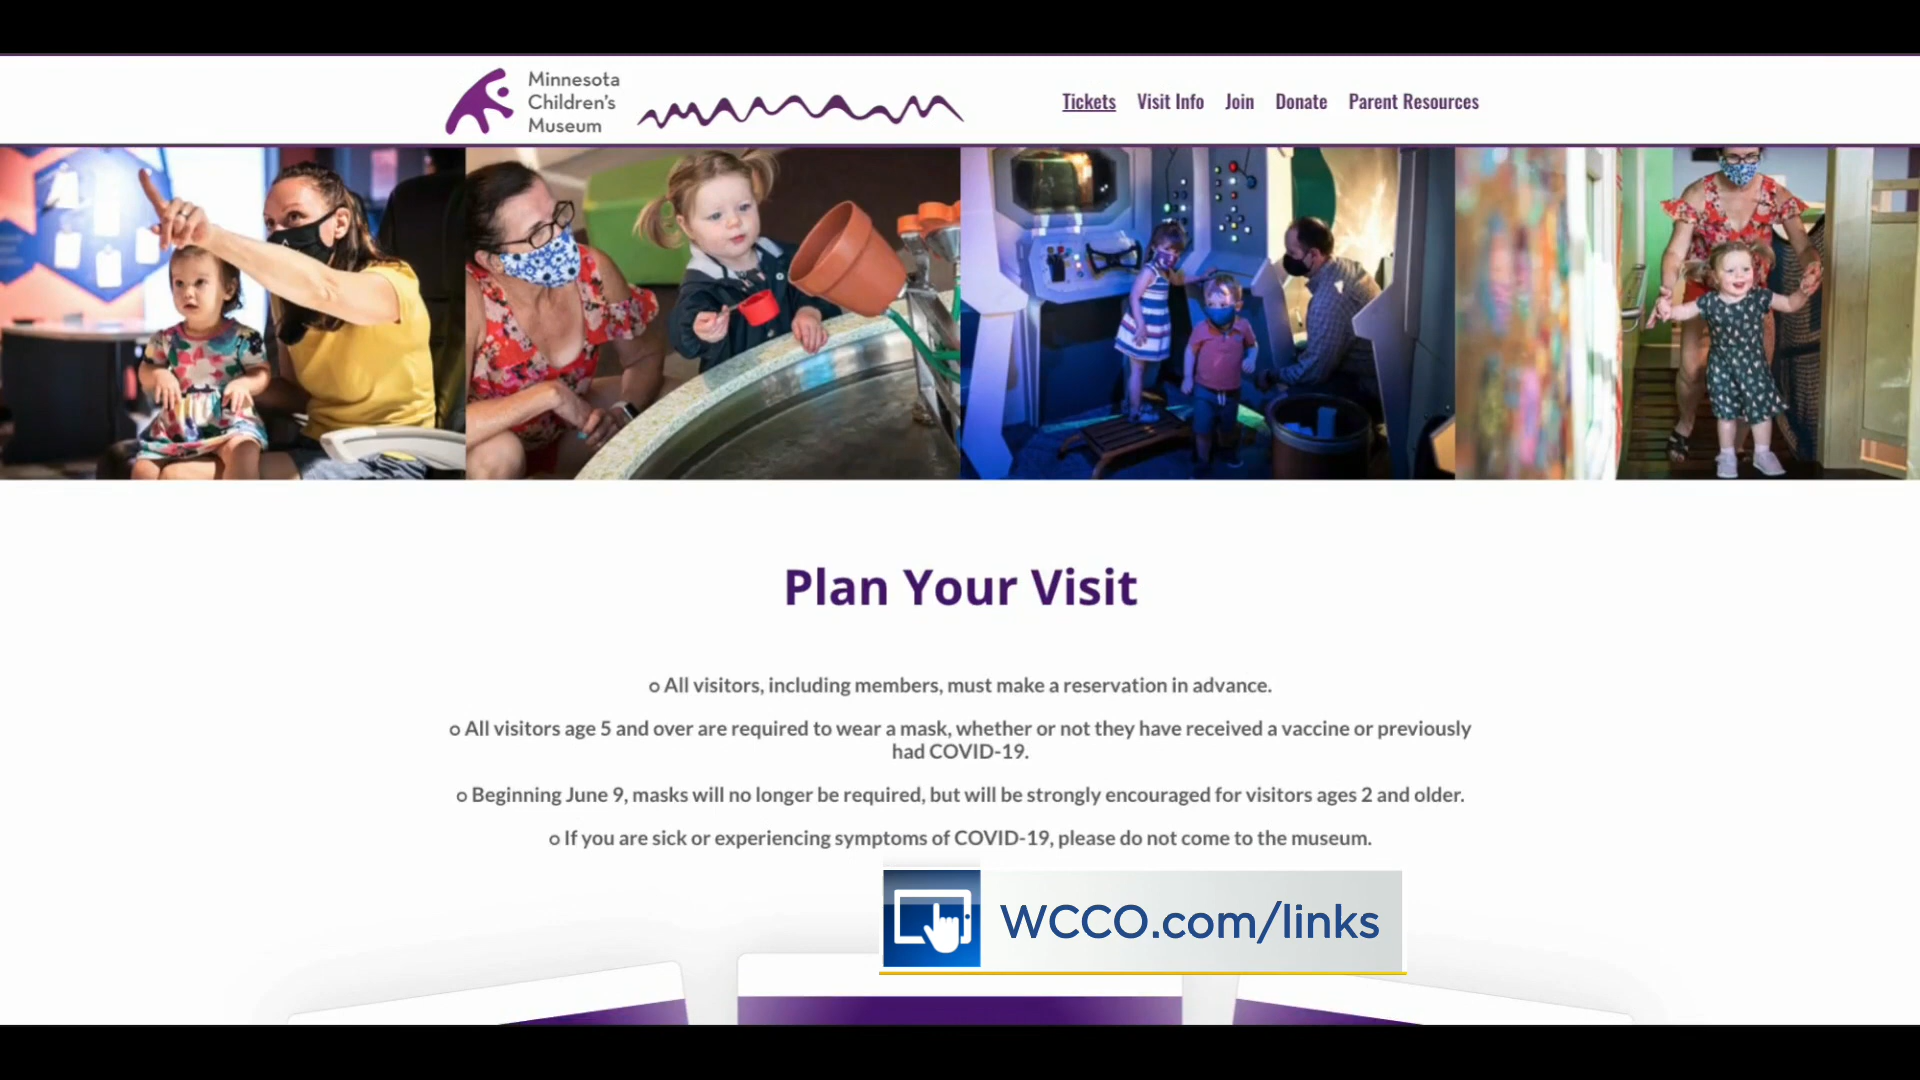 Minnesota
Children's
Museum
Tickets Visit Info Join Donate Parent Resources
Plan Your Visit
All visitors, including members, must make a reservation in advance.
All visitors age 5 and over are required to wear a mask, whether or not they have received a vaccine or previously
had COVID-19.
Beginning June 9, masks will no longer be required, but will be strongly encouraged for visitors ages 2 and older.
If you are sick or experiencing symptoms of COVID-19, please do not come to the museum.
WCCO.com/links